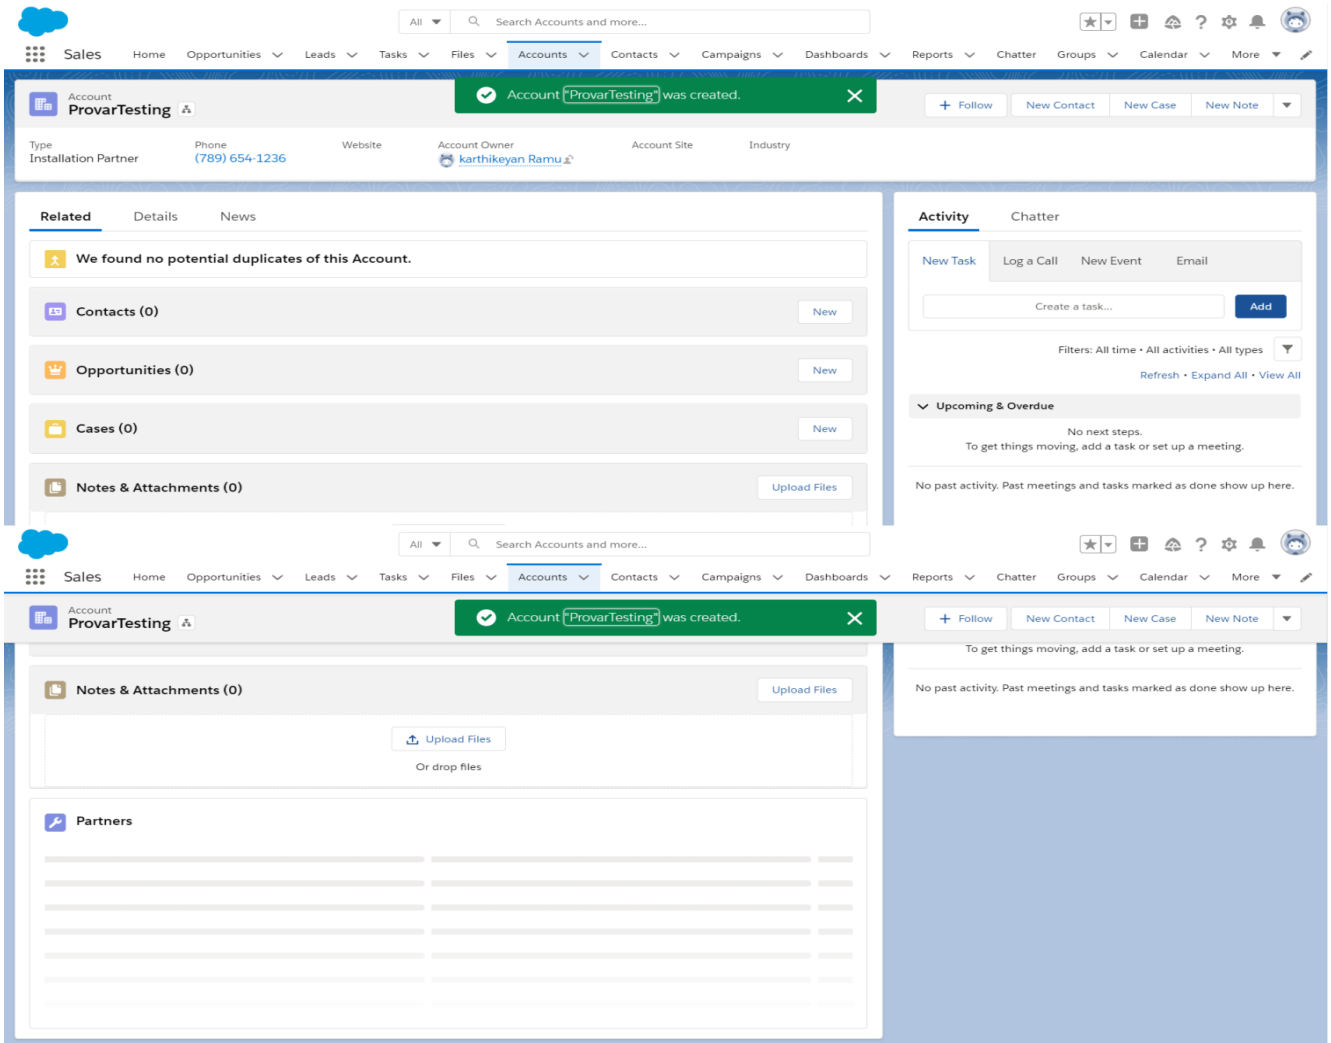 All
Search Accounts and more...
Sales Home Opportunities Leads Tasks Files Accounts Contacts Campaigns Dashboards Reports Chatter Groups Calendar More
Account
ProvarTesting
Account "ProvarTesting" was created.
+ Follow New Contact New Case New Note
Type Phone Website Account Owner Account Site Industry
Installation Partner (789) 654-1236 karthikeyan Ramu
Related Details News
We found no potential duplicates of this Account.
Contacts (0) New
Opportunities (0) New
Cases (0) New
Notes & Attachments (0) Upload Files
Activity Chatter
New Task Log a Call New Event Email
Create a task... Add
Filters: All time • All activities • All types
Refresh • Expand All • View All
Upcoming & Overdue
No next steps.
To get things moving, add a task or set up a meeting.
No past activity. Past meetings and tasks marked as done show up here.
All
Search Accounts and more...
Sales Home Opportunities Leads Tasks Files Accounts Contacts Campaigns Dashboards Reports Chatter Groups Calendar More
Account
ProvarTesting
Account "ProvarTesting" was created.
+ Follow New Contact New Case New Note
Notes & Attachments (0) Upload Files
Upload Files
Or drop files
Partners
To get things moving, add a task or set up a meeting.
No past activity. Past meetings and tasks marked as done show up here.